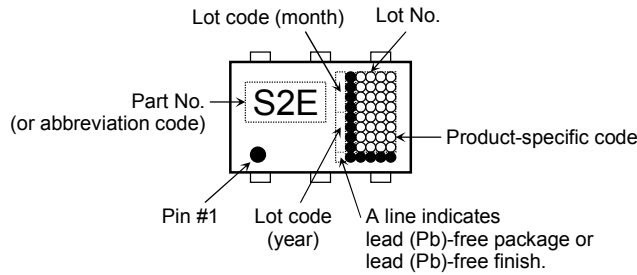 Lot code (month)
Lot No.
Part No.
(or abbreviation code)
S2E
Product-specific code
Pin #1
Lot code
(year)
A line indicates
lead (Pb)-free package or
lead (Pb)-free finish.